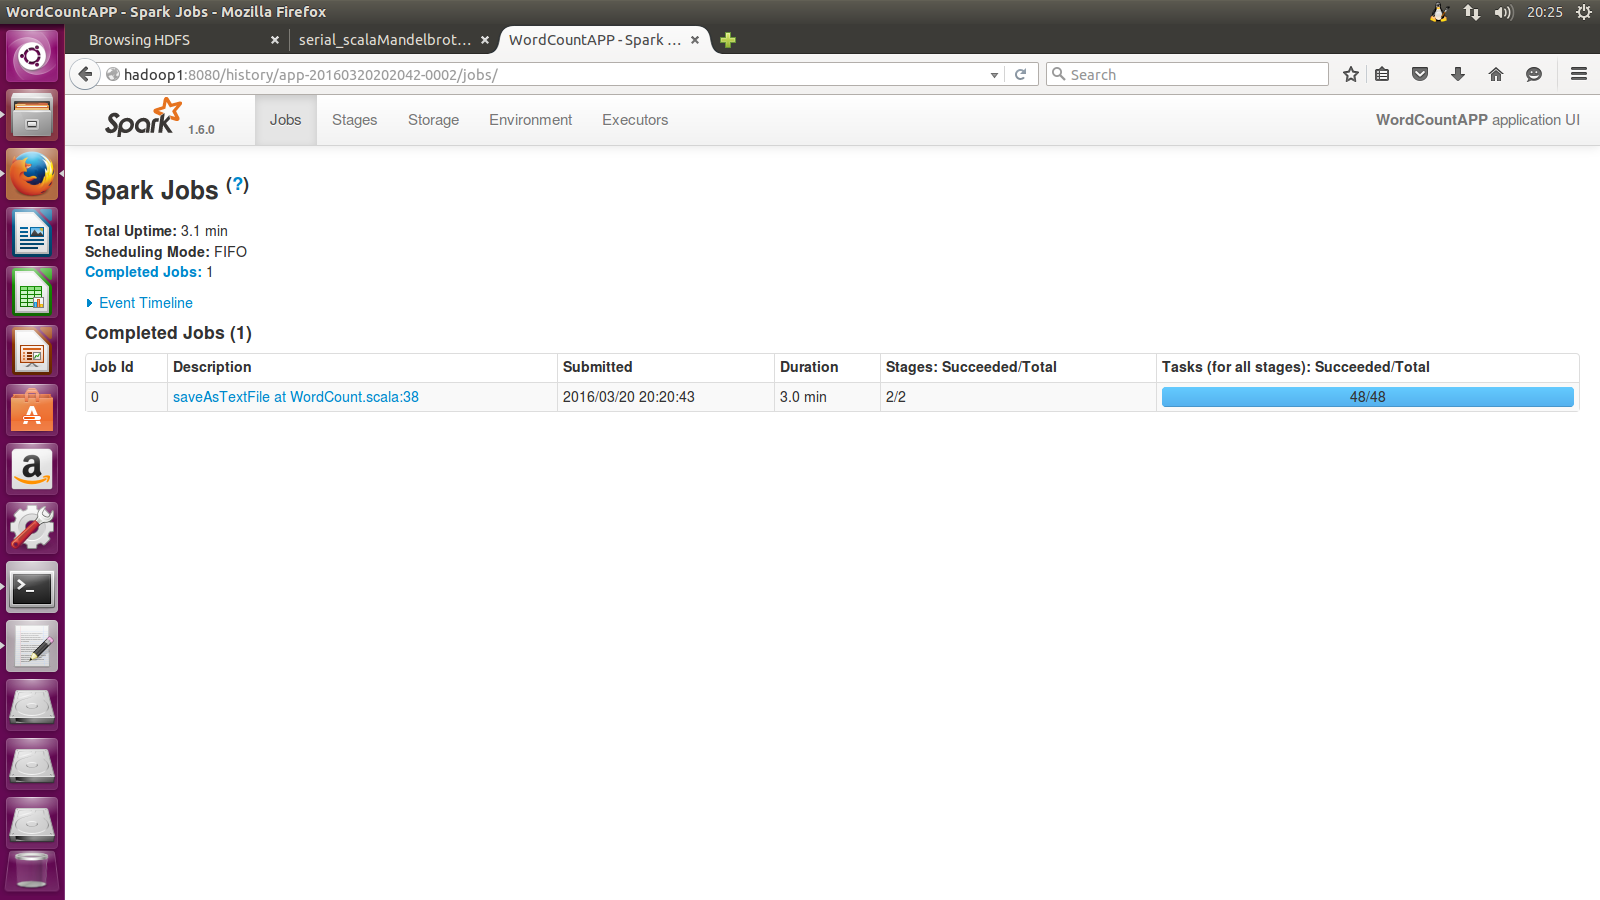 WordCountAPP - Spark Jobs - Mozilla Firefox
20:25
Browsing HDFS
serial_scalaMandelbrot...
WordCountAPP - Spark ...
hadoop1:8080/history/app-20160320202042-0002/jobs/
Search
Spark 1.6.0
Jobs
Stages
Storage
Environment
Executors
WordCountAPP application UI
Spark Jobs (?)
Total Uptime: 3.1 min
Scheduling Mode: FIFO
Completed Jobs: 1
Event Timeline
Completed Jobs (1)
Job Id Description Submitted Duration Stages: Succeeded/Total Tasks (for all stages): Succeeded/Total
0 saveAsTextFile at WordCount.scala:38 2016/03/20 20:20:43 3.0 min 2/2 48/48